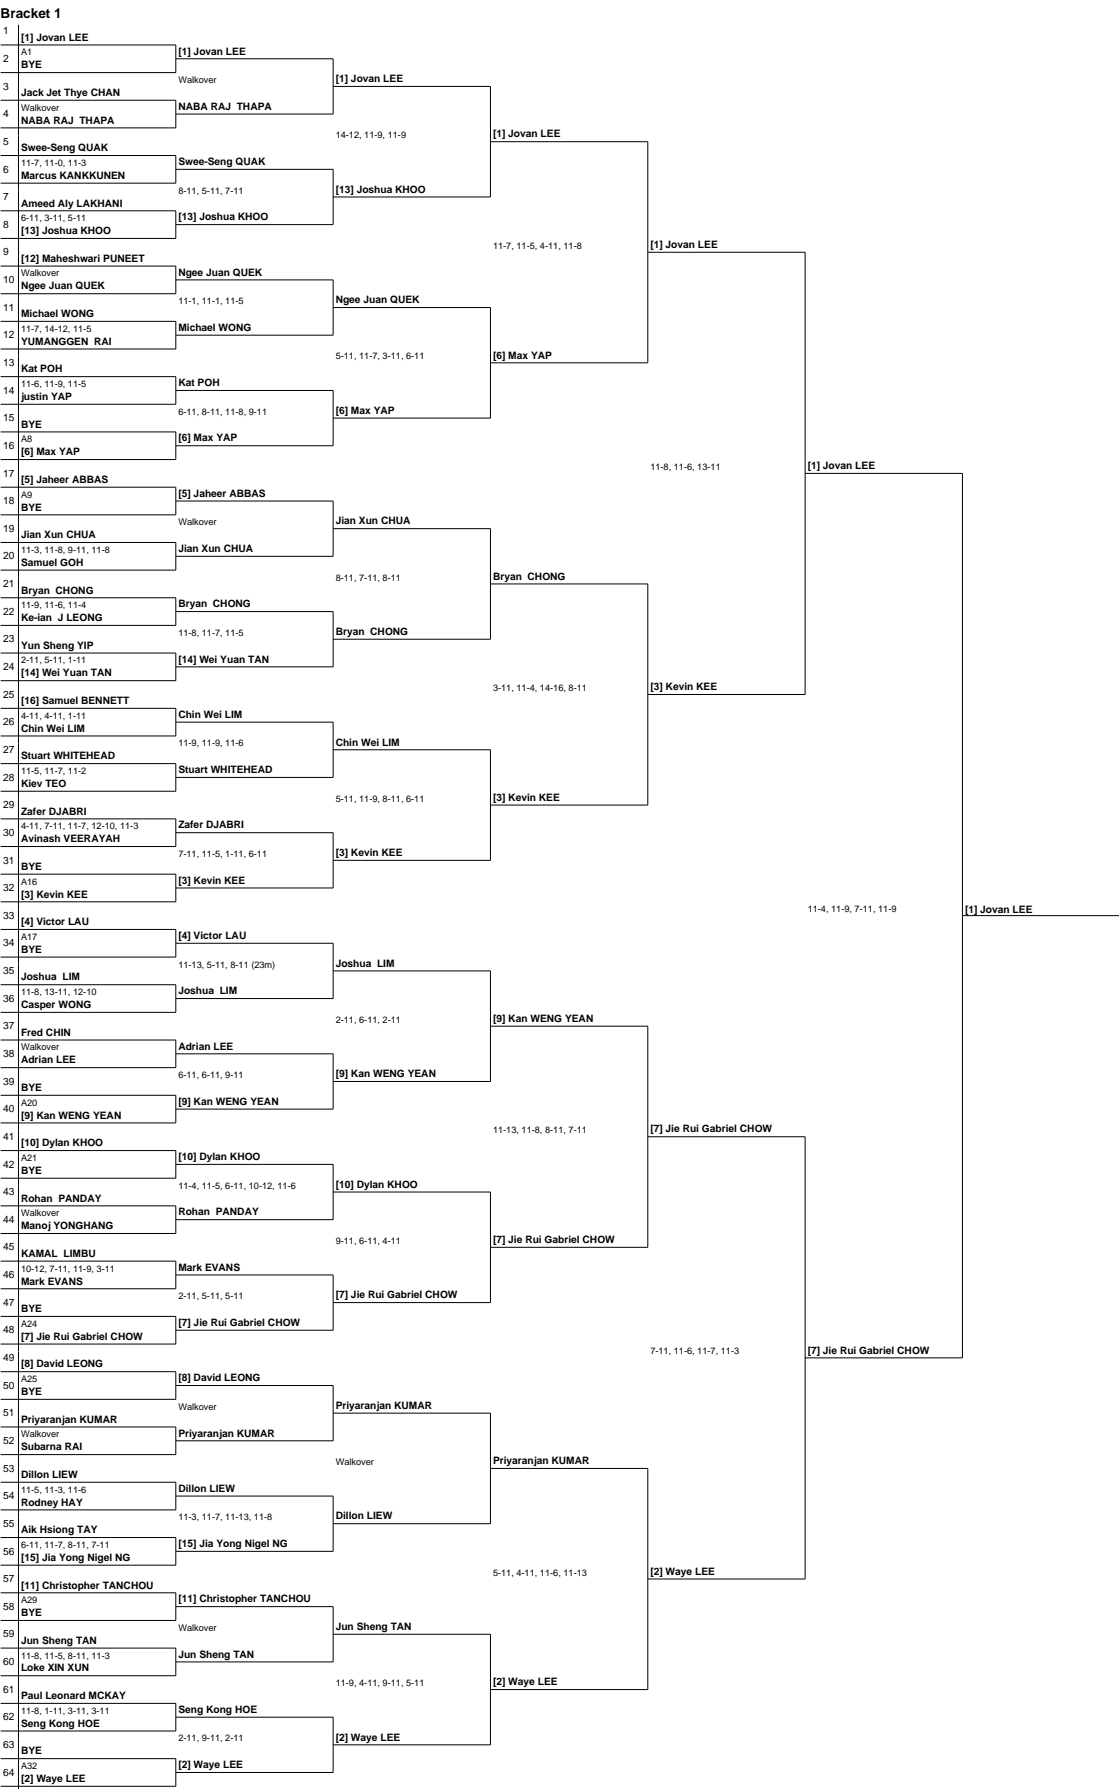 Bracket 1
1
[1] Jovan LEE
A1
[1] Jovan LEE
2
BYE
Walkover
[1] Jovan LEE
3
Jack Jet Thye CHAN
Walkover
NABA RAJ  THAPA
4
NABA RAJ  THAPA
14-12, 11-9, 11-9
[1] Jovan LEE
5
Swee-Seng QUAK
11-7, 11-0, 11-3
Swee-Seng QUAK
6
Marcus KANKKUNEN
8-11, 5-11, 7-11
[13] Joshua KHOO
7
Ameed Aly LAKHANI
6-11, 3-11, 5-11
[13] Joshua KHOO
8
[13] Joshua KHOO
11-7, 11-5, 4-11, 11-8
[1] Jovan LEE
9
[12] Maheshwari PUNEET
Walkover
Ngee Juan QUEK
10
Ngee Juan QUEK
11-1, 11-1, 11-5
Ngee Juan QUEK
11
Michael WONG
11-7, 14-12, 11-5
Michael WONG
12
YUMANGGEN  RAI
5-11, 11-7, 3-11, 6-11
[6] Max YAP
13
Kat POH
11-6, 11-9, 11-5
Kat POH
14
justin YAP
6-11, 8-11, 11-8, 9-11
[6] Max YAP
15
BYE
A8
[6] Max YAP
16
[6] Max YAP
11-8, 11-6, 13-11
[1] Jovan LEE
17
[5] Jaheer ABBAS
A9
[5] Jaheer ABBAS
18
BYE
Walkover
Jian Xun CHUA
19
Jian Xun CHUA
11-3, 11-8, 9-11, 11-8
Jian Xun CHUA
20
Samuel GOH
8-11, 7-11, 8-11
Bryan  CHONG
21
Bryan  CHONG
11-9, 11-6, 11-4
Bryan  CHONG
22
Ke-ian  J LEONG
11-8, 11-7, 11-5
Bryan  CHONG
23
Yun Sheng YIP
2-11, 5-11, 1-11
[14] Wei Yuan TAN
24
[14] Wei Yuan TAN
3-11, 11-4, 14-16, 8-11
[3] Kevin KEE
25
[16] Samuel BENNETT
4-11, 4-11, 1-11
Chin Wei LIM
26
Chin Wei LIM
11-9, 11-9, 11-6
Chin Wei LIM
27
Stuart WHITEHEAD
11-5, 11-7, 11-2
Stuart WHITEHEAD
28
Kiev TEO
5-11, 11-9, 8-11, 6-11
[3] Kevin KEE
29
Zafer DJABRI
4-11, 7-11, 11-7, 12-10, 11-3
Zafer DJABRI
30
Avinash VEERAYAH
7-11, 11-5, 1-11, 6-11
[3] Kevin KEE
31
BYE
A16
[3] Kevin KEE
32
[3] Kevin KEE
11-4, 11-9, 7-11, 11-9
[1] Jovan LEE
33
[4] Victor LAU
A17
[4] Victor LAU
34
BYE
11-13, 5-11, 8-11 (23m)
Joshua  LIM
35
Joshua  LIM
11-8, 13-11, 12-10
Joshua  LIM
36
Casper WONG
2-11, 6-11, 2-11
[9] Kan WENG YEAN
37
Fred CHIN
Walkover
Adrian LEE
38
Adrian LEE
6-11, 6-11, 9-11
[9] Kan WENG YEAN
39
BYE
A20
[9] Kan WENG YEAN
40
[9] Kan WENG YEAN
11-13, 11-8, 8-11, 7-11
[7] Jie Rui Gabriel CHOW
41
[10] Dylan KHOO
A21
[10] Dylan KHOO
42
BYE
11-4, 11-5, 6-11, 10-12, 11-6
[10] Dylan KHOO
43
Rohan  PANDAY
Walkover
Rohan  PANDAY
44
Manoj YONGHANG
9-11, 6-11, 4-11
[7] Jie Rui Gabriel CHOW
45
KAMAL  LIMBU
10-12, 7-11, 11-9, 3-11
Mark EVANS
46
Mark EVANS
2-11, 5-11, 5-11
[7] Jie Rui Gabriel CHOW
47
BYE
A24
[7] Jie Rui Gabriel CHOW
48
[7] Jie Rui Gabriel CHOW
7-11, 11-6, 11-7, 11-3
[7] Jie Rui Gabriel CHOW
49
[8] David LEONG
A25
[8] David LEONG
50
BYE
Walkover
Priyaranjan KUMAR
51
Priyaranjan KUMAR
Walkover
Priyaranjan KUMAR
52
Subarna RAI
Walkover
Priyaranjan KUMAR
53
Dillon LIEW
11-5, 11-3, 11-6
Dillon LIEW
54
Rodney HAY
11-3, 11-7, 11-13, 11-8
Dillon LIEW
55
Aik Hsiong TAY
6-11, 11-7, 8-11, 7-11
[15] Jia Yong Nigel NG
56
[15] Jia Yong Nigel NG
5-11, 4-11, 11-6, 11-13
[2] Waye LEE
57
[11] Christopher TANCHOU
A29
[11] Christopher TANCHOU
58
BYE
Walkover
Jun Sheng TAN
59
Jun Sheng TAN
11-8, 11-5, 8-11, 11-3
Jun Sheng TAN
60
Loke XIN XUN
11-9, 4-11, 9-11, 5-11
[2] Waye LEE
61
Paul Leonard MCKAY
11-8, 1-11, 3-11, 3-11
Seng Kong HOE
62
Seng Kong HOE
2-11, 9-11, 2-11
[2] Waye LEE
63
BYE
A32
[2] Waye LEE
64
[2] Waye LEE